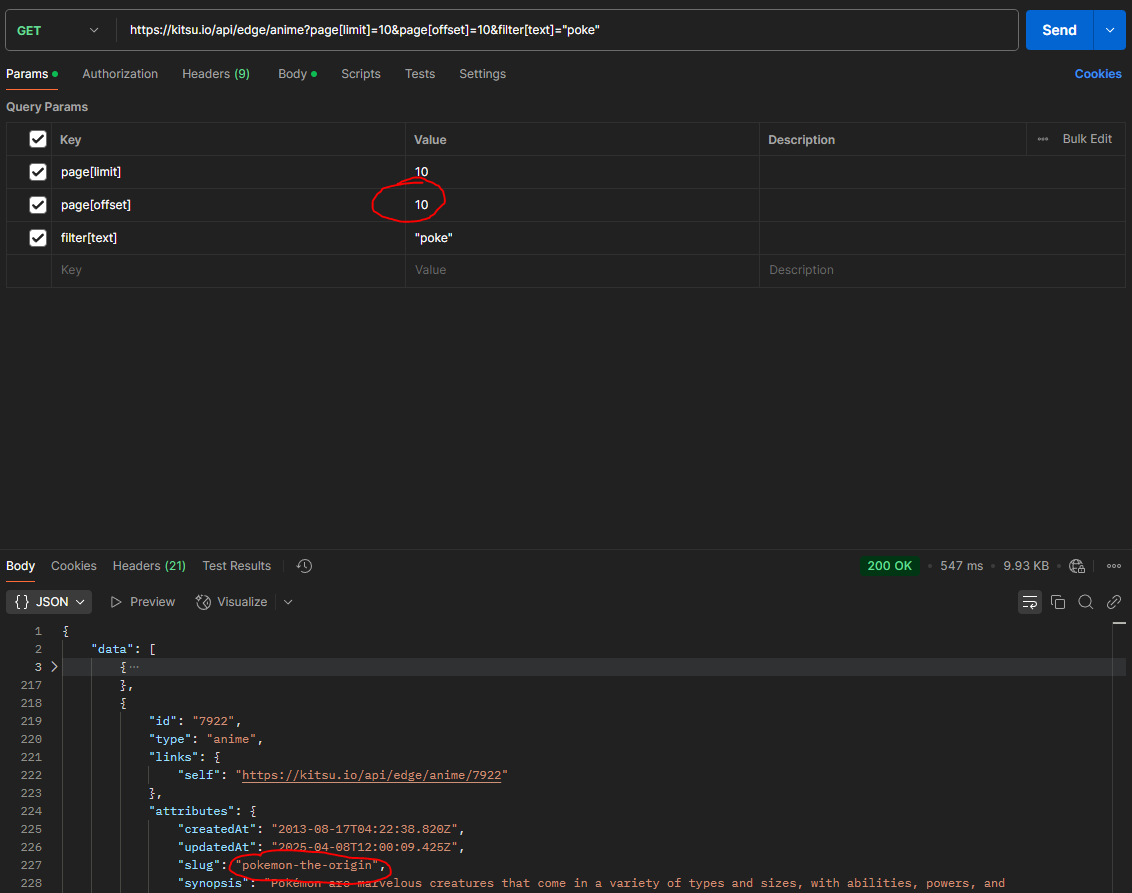 GET https://kitsu.io/api/edge/anime?page[limit]=10&page[offset]=10&filter[text]="poke" Send
Params Authorization Headers (9) Body Scripts Tests Settings Cookies
Query Params
Key Value Description ••• Bulk Edit
page[limit] 10
page[offset] 10
filter[text] "poke"
Key Value Description
Body Cookies Headers (21) Test Results 200 OK • 547 ms • 9.93 KB • •••
{} JSON Preview Visualize
1 {
2 "data": [
3 { ···
217 },
218 {
219 "id": "7922",
220 "type": "anime",
221 "links": {
222 "self": "https://kitsu.io/api/edge/anime/7922"
223 },
224 "attributes": {
225 "createdAt": "2013-08-17T04:22:38.820Z",
226 "updatedAt": "2025-04-08T12:00:09.425Z",
227 "slug": "pokemon-the-origin",
228 "synopsis": "Pokémon are marvelous creatures that come in a variety of types and sizes, with abilities, powers, and